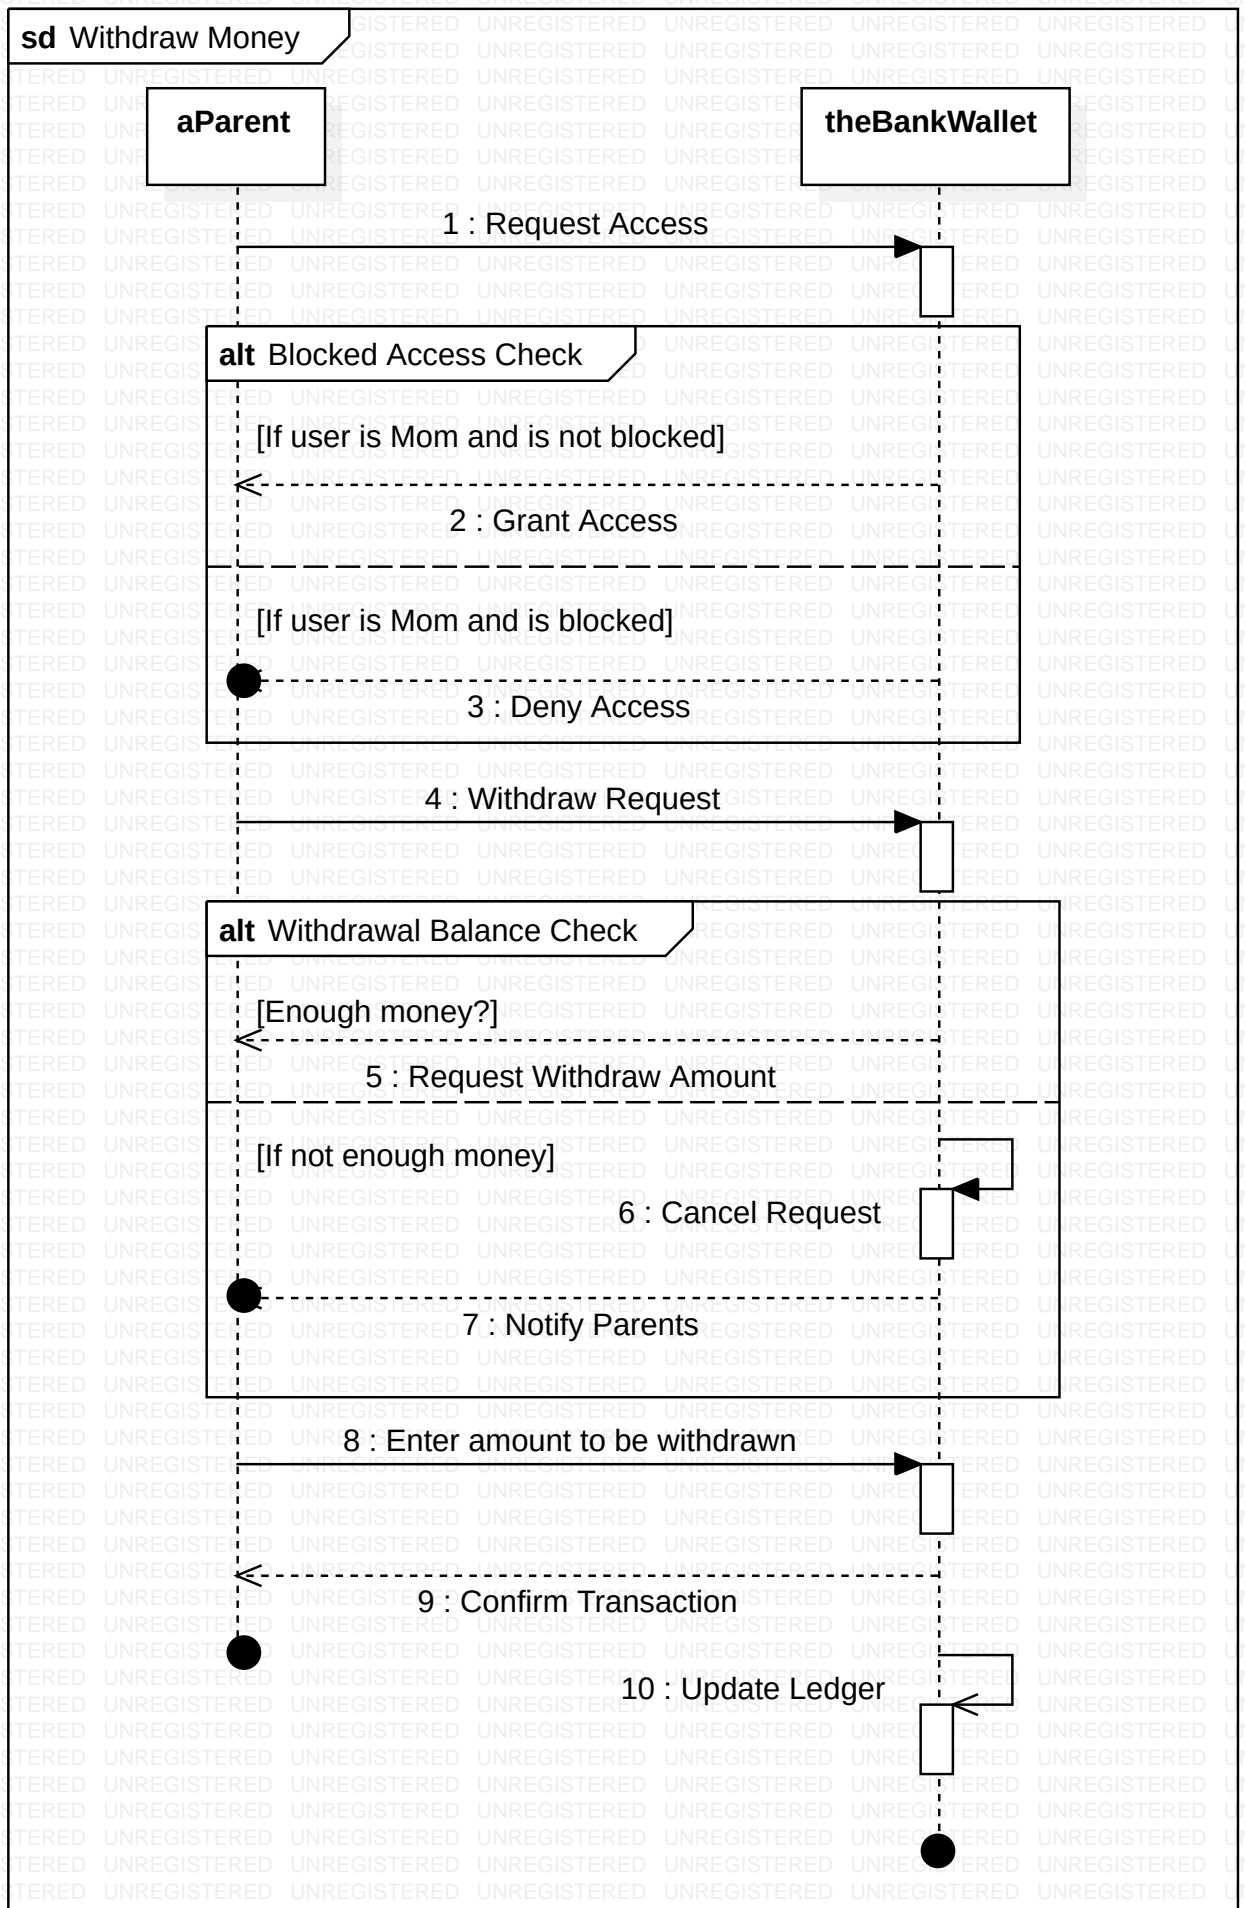 sd Withdraw Money
aParent
theBankWallet
1 : Request Access
alt Blocked Access Check
[If user is Mom and is not blocked]
2 : Grant Access
[If user is Mom and is blocked]
3 : Deny Access
4 : Withdraw Request
alt Withdrawal Balance Check
[Enough money?]
5 : Request Withdraw Amount
[If not enough money]
6 : Cancel Request
7 : Notify Parents
8 : Enter amount to be withdrawn
9 : Confirm Transaction
10 : Update Ledger
UNREGISTERED